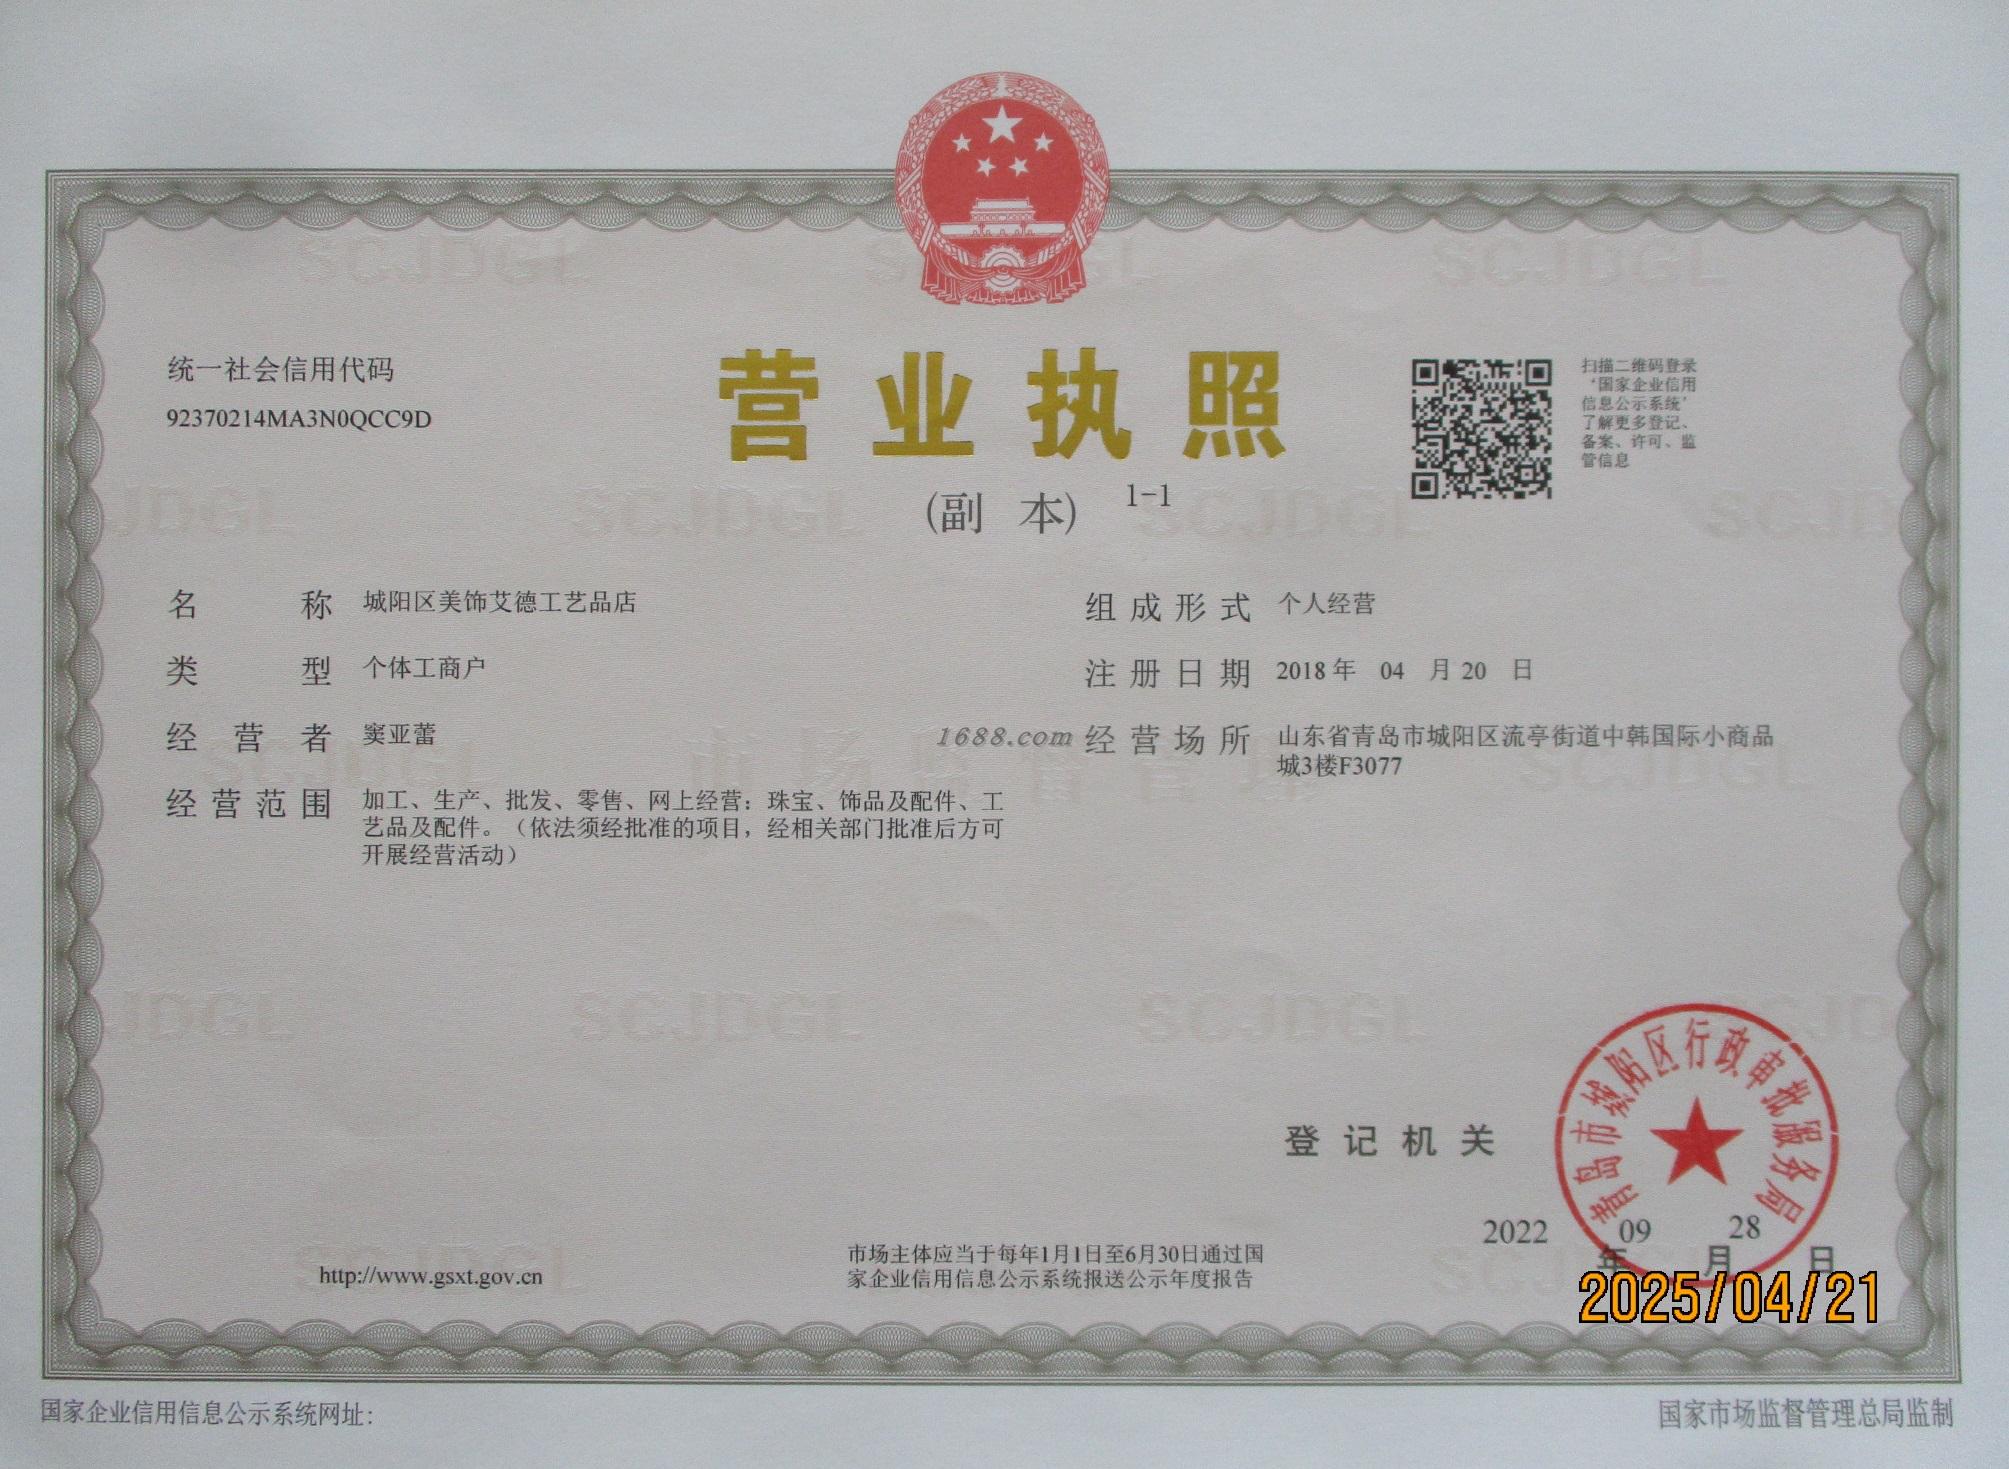 统一社会信用代码
92370214MA3N0QCC9D
营业执照
(副 本) 1-1
扫描二维码登录
‘国家企业信用
信息公示系统’
了解更多登记、
备案、许可、监
管信息
名 称 城阳区美饰艾德工艺品店
类 型 个体工商户
经 营 者 窦亚蕾
经营范围 加工、生产、批发、零售、网上经营：珠宝、饰品及配件、工
艺品及配件。（依法须经批准的项目，经相关部门批准后方可
开展经营活动）
组成形式 个人经营
注册日期 2018 年 04 月 20 日
1688.com
经营场所 山东省青岛市城阳区流亭街道中韩国际小商品
城3楼F3077
SCJDGL
市场监督管理
登记机关
青岛市城阳区行政审批服务局
2022 年 09 月 28 日
2025/04/21
http://www.gsxt.gov.cn
市场主体应当于每年1月1日至6月30日通过国
家企业信用信息公示系统报送公示年度报告
国家企业信用信息公示系统网址：
国家市场监督管理总局监制